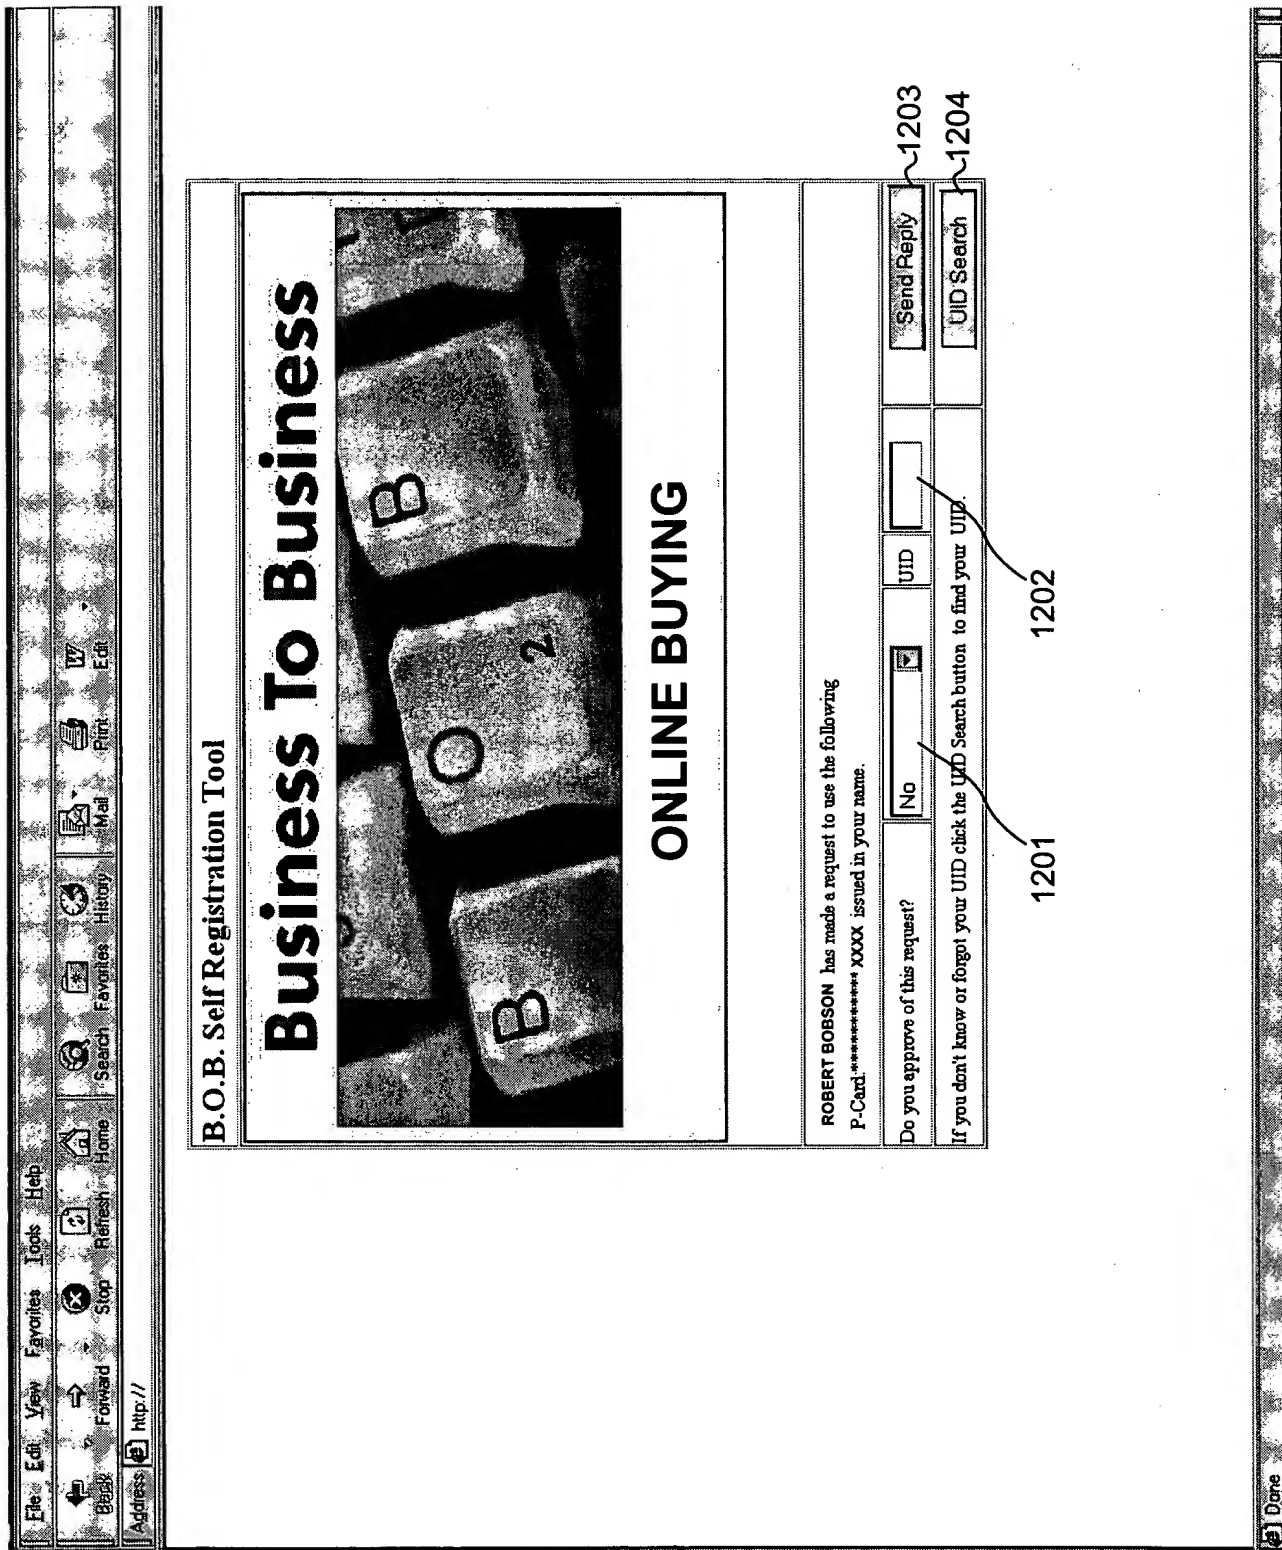 File Edit View Favorites Tools Help
Back Forward Stop Refresh Home Search Favorites History Mail Print Edit
Address http://
B.O.B. Self Registration Tool
Business To Business
B O 2 B
ONLINE BUYING
ROBERT BOBSON has made a request to use the following
P-Card:************ XXXX issued in your name.
Do you approve of this request? No UID Send Reply 1203
If you don't know or forgot your UID click the UID Search button to find your UID. UID Search 1204
1201 1202
Done